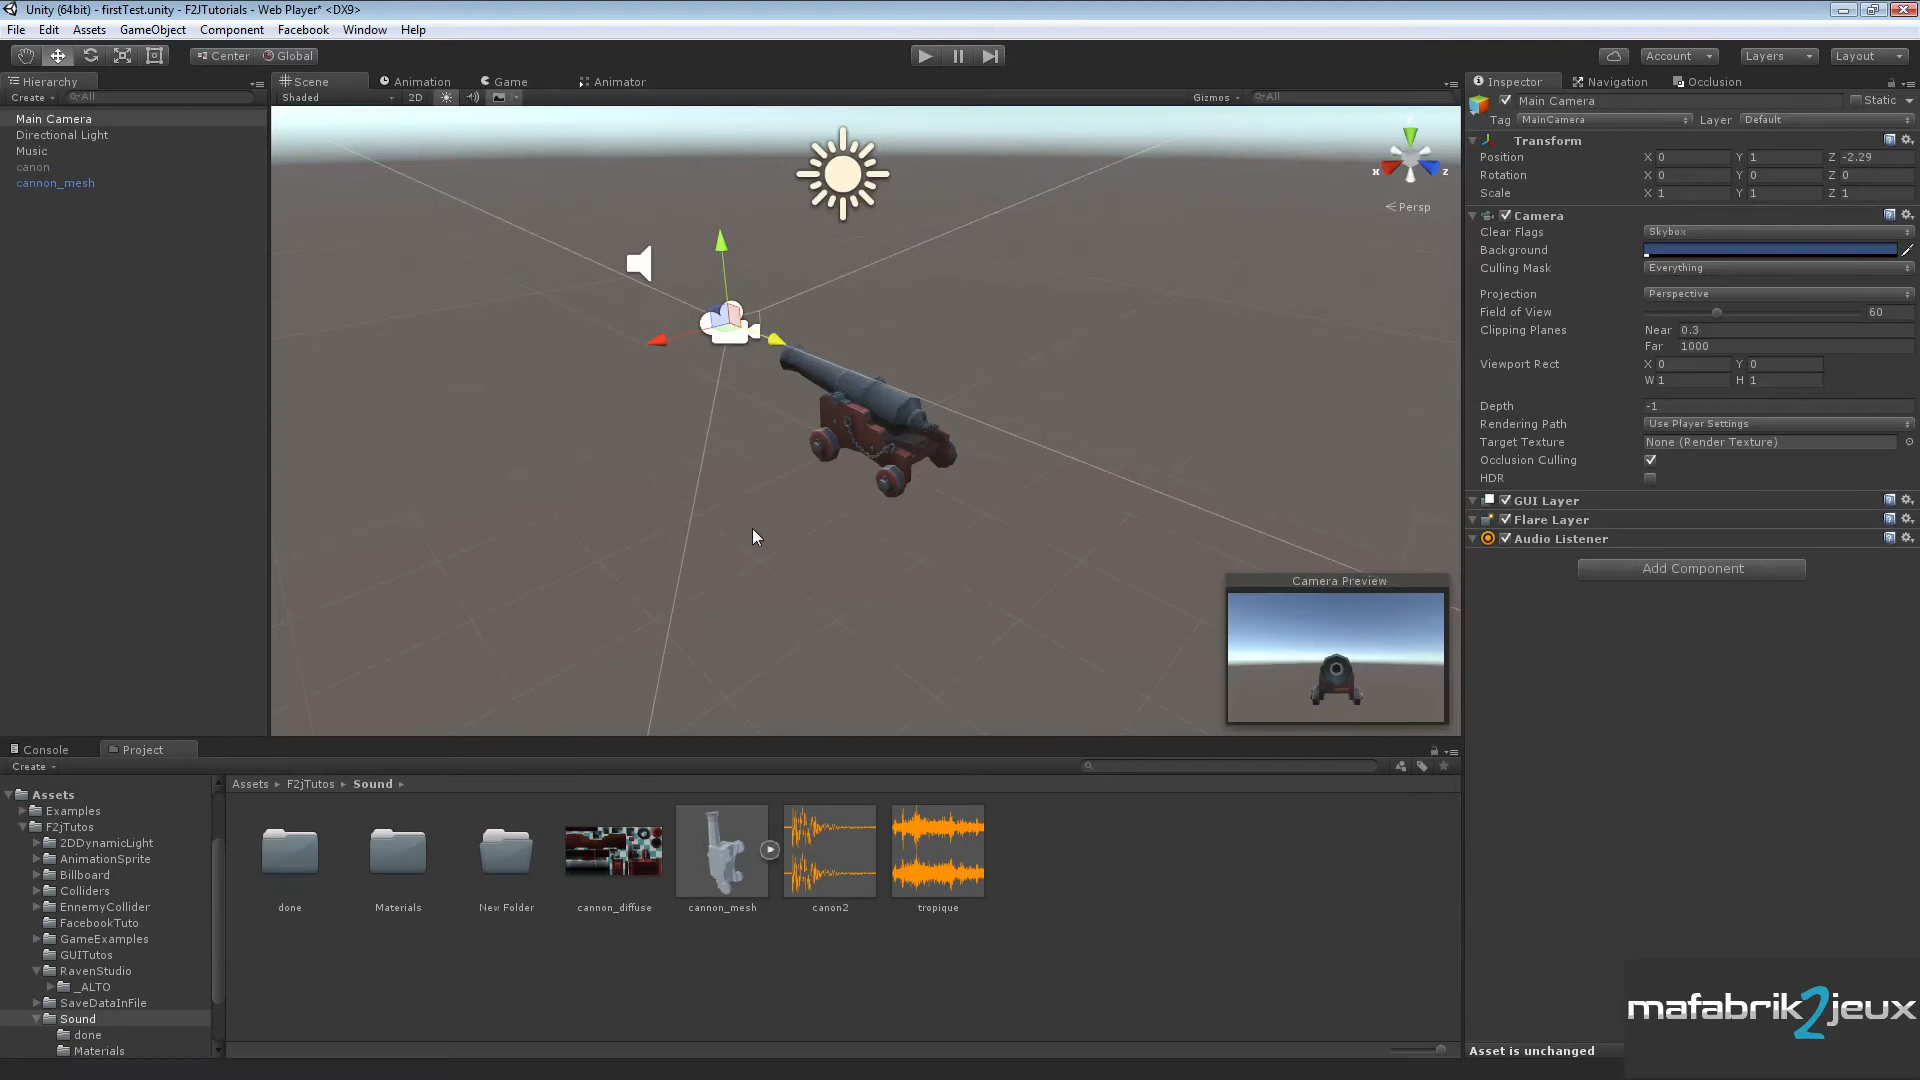 Unity (64bit) - firstTest.unity - F2JTutorials - Web Player* <DX9>
File Edit Assets GameObject Component Facebook Window Help
Center Global Account Layers Layout
Hierarchy
Create All
Main Camera
Directional Light
Music
canon
cannon_mesh
Scene Animation Game Animator
Shaded 2D Gizmos All
y
x z
Persp
Camera Preview
Inspector Navigation Occlusion
Main Camera Static
Tag MainCamera Layer Default
Transform
Position X 0 Y 1 Z -2.29
Rotation X 0 Y 0 Z 0
Scale X 1 Y 1 Z 1
Camera
Clear Flags Skybox
Background
Culling Mask Everything
Projection Perspective
Field of View 60
Clipping Planes Near 0.3
Far 1000
Viewport Rect X 0 Y 0
W 1 H 1
Depth -1
Rendering Path Use Player Settings
Target Texture None (Render Texture)
Occlusion Culling
HDR
GUI Layer
Flare Layer
Audio Listener
Add Component
Console Project
Create
Assets
Examples
F2jTutos
2DDynamicLight
AnimationSprite
Billboard
Colliders
EnnemyCollider
FacebookTuto
GameExamples
GUITutos
RavenStudio
_ALTO
SaveDataInFile
Sound
done
Materials
Assets F2jTutos Sound
done Materials New Folder cannon_diffuse cannon_mesh canon2 tropique
mafabrik2jeux
Asset is unchanged